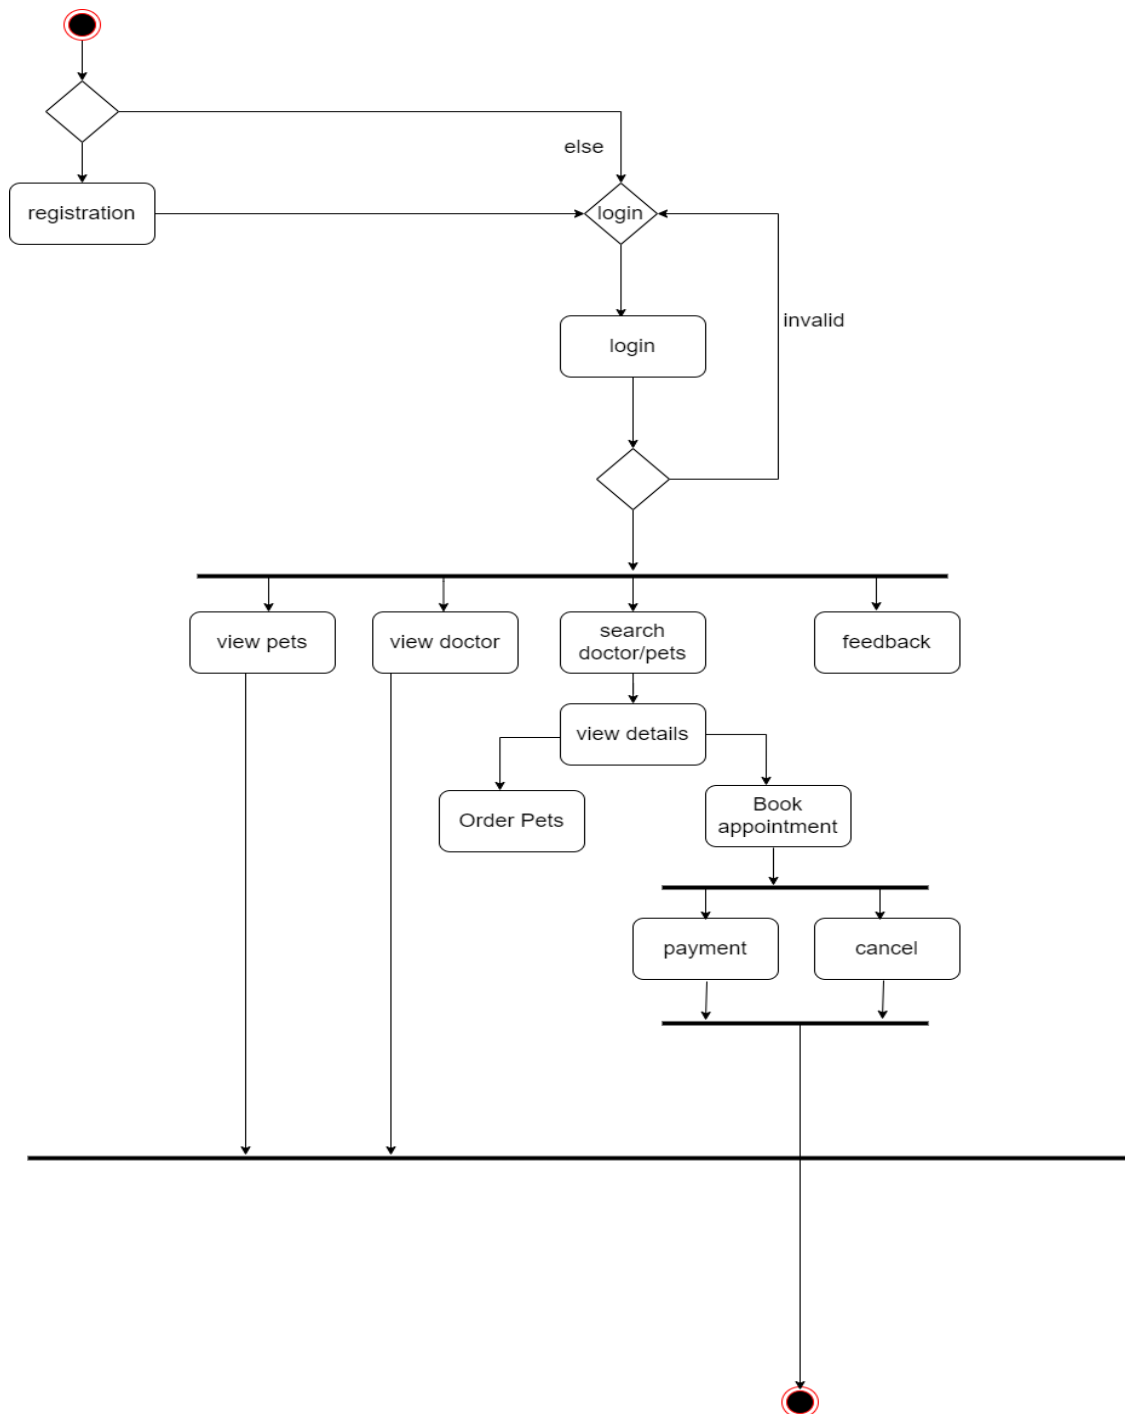 else
registration
login
invalid
login
view pets
view doctor
search
doctor/pets
feedback
view details
Order Pets
Book
appointment
payment
cancel